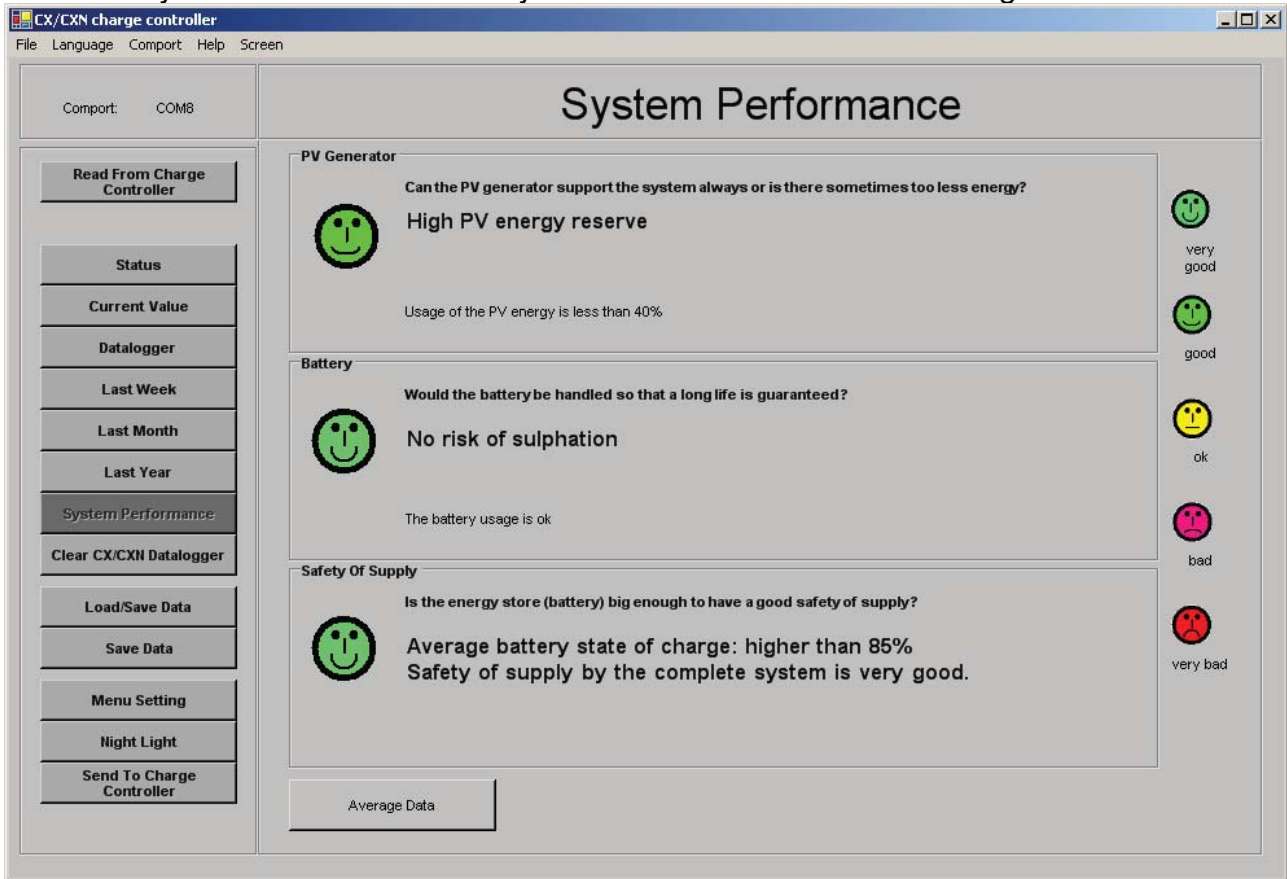 CX/CXN charge controller
File Language Comport Help Screen
Comport: COM8
System Performance
Read From Charge
Controller
Status
Current Value
Datalogger
Last Week
Last Month
Last Year
System Performance
Clear CX/CXN Datalogger
Load/Save Data
Save Data
Menu Setting
Night Light
Send To Charge
Controller
PV Generator
Can the PV generator support the system always or is there sometimes too less energy?
High PV energy reserve
Usage of the PV energy is less than 40%
Battery
Would the battery be handled so that a long life is guaranteed?
No risk of sulphation
The battery usage is ok
Safety Of Supply
Is the energy store (battery) big enough to have a good safety of supply?
Average battery state of charge: higher than 85%
Safety of supply by the complete system is very good.
Average Data
very
good
good
ok
bad
very bad